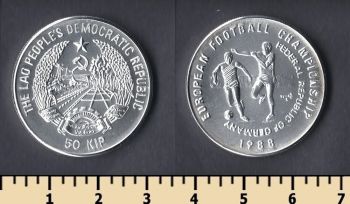 THE LAO PEOPLE'S DEMOCRATIC REPUBLIC
50 KIP
EUROPEAN FOOTBALL CHAMPIONSHIP
FEDERAL REPUBLIC OF GERMANY
1988
1 2 3 4 5 6 7